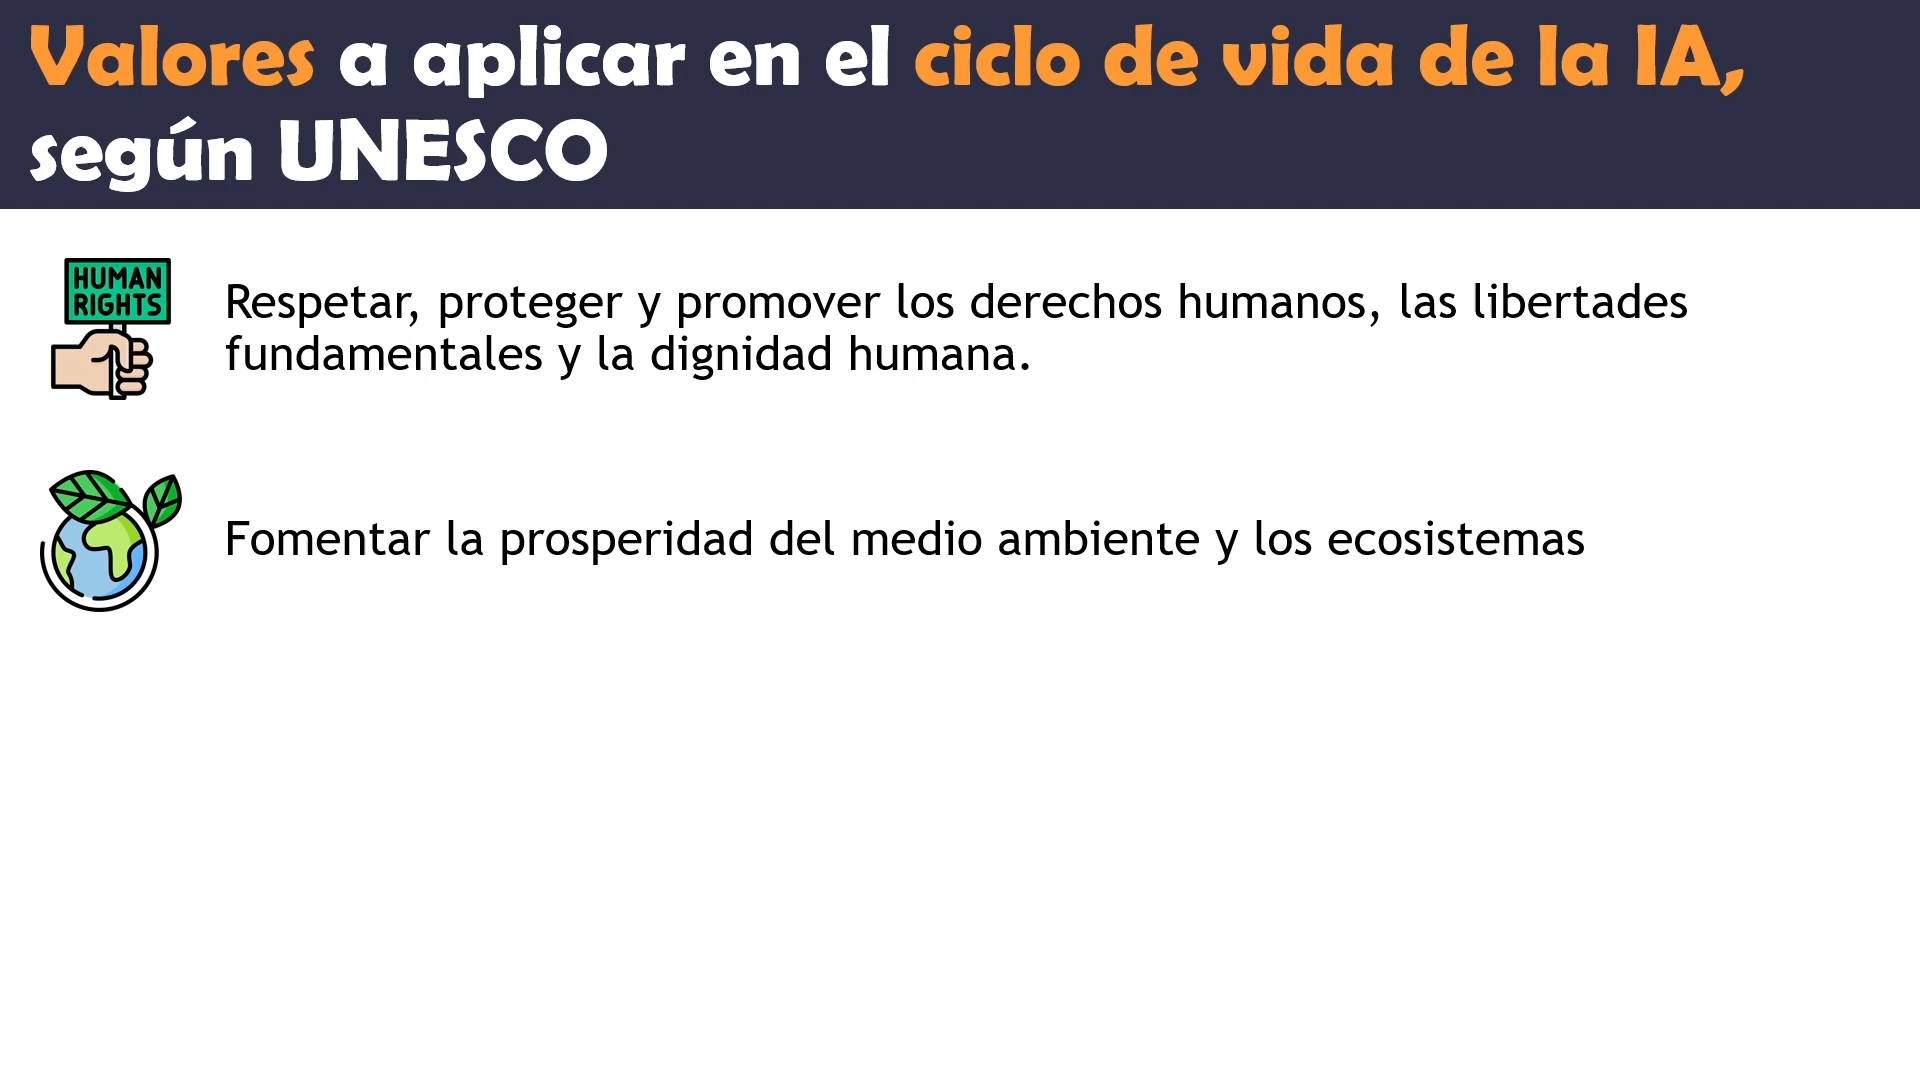 Valores a aplicar en el ciclo de vida de la IA,
según UNESCO
HUMAN
RIGHTS
Respetar, proteger y promover los derechos humanos, las libertades
fundamentales y la dignidad humana.
Fomentar la prosperidad del medio ambiente y los ecosistemas